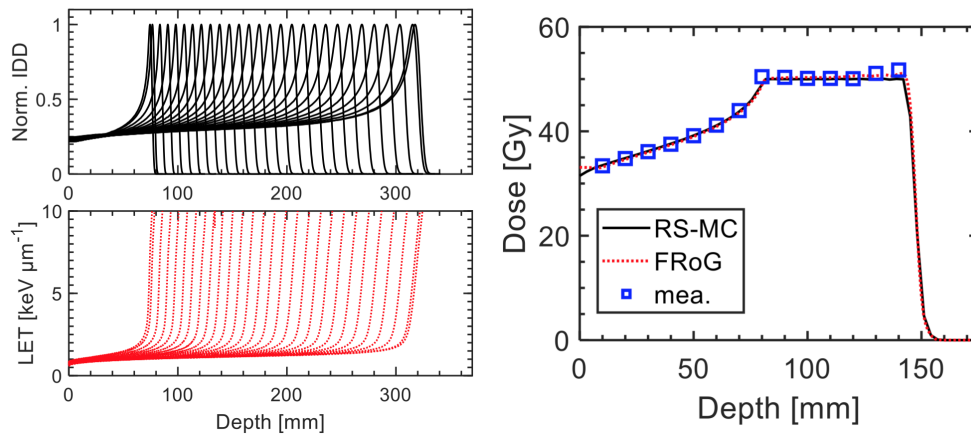 Norm. IDD
1
0.5
0
0 100 200 300
LET [keV µm⁻¹]
10
5
0
0 100 200 300
Depth [mm]
Dose [Gy]
60
40
20
0
RS-MC
FRoG
mea.
0 50 100 150
Depth [mm]